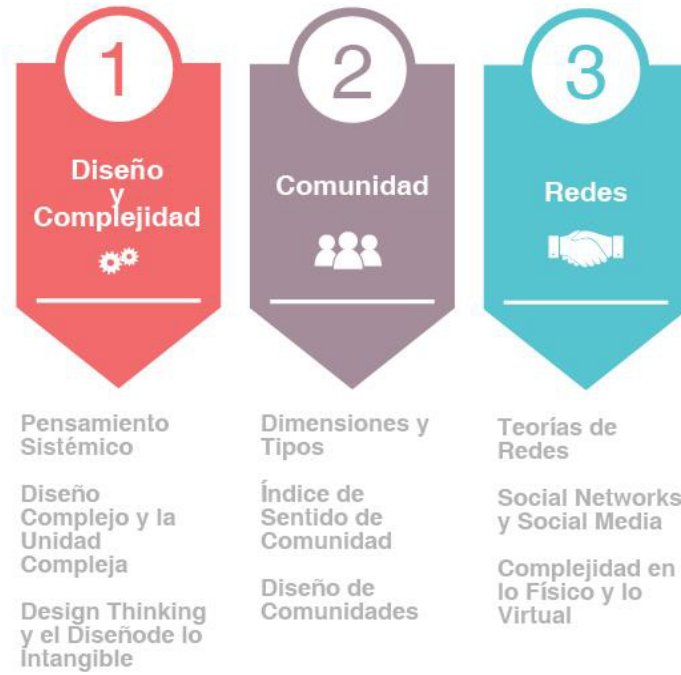 1
Diseño
y
Complejidad
Pensamiento
Sistémico
Diseño
Complejo y la
Unidad
Compleja
Design Thinking
y el Diseñode lo
Intangible
2
Comunidad
Dimensiones y
Tipos
Índice de
Sentido de
Comunidad
Diseño de
Comunidades
3
Redes
Teorías de
Redes
Social Networks
y Social Media
Complejidad en
lo Físico y lo
Virtual